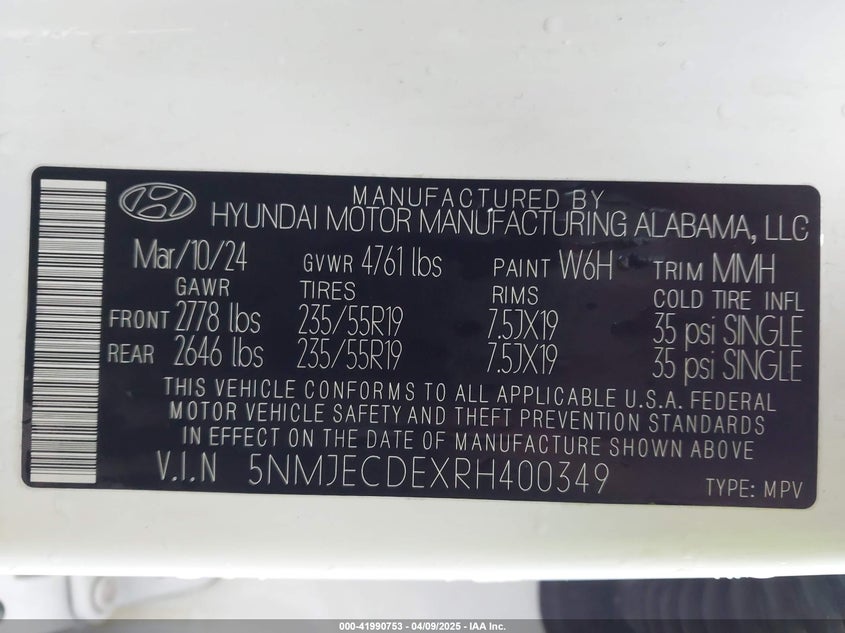 MANUFACTURED BY
HYUNDAI MOTOR MANUFACTURING ALABAMA, LLC
Mar/10/24 GVWR 4761 lbs PAINT W6H TRIM MMH
GAWR TIRES RIMS COLD TIRE INFL
FRONT 2778 lbs 235/55R19 7.5JX19 35 psi SINGLE
REAR 2646 lbs 235/55R19 7.5JX19 35 psi SINGLE
THIS VEHICLE CONFORMS TO ALL APPLICABLE U.S.A. FEDERAL
MOTOR VEHICLE SAFETY AND THEFT PREVENTION STANDARDS
IN EFFECT ON THE DATE OF MANUFACTURE SHOWN ABOVE
V.I.N 5NMJECDEXRH400349 TYPE: MPV
000-41990753 - 04/09/2025 - IAA Inc.